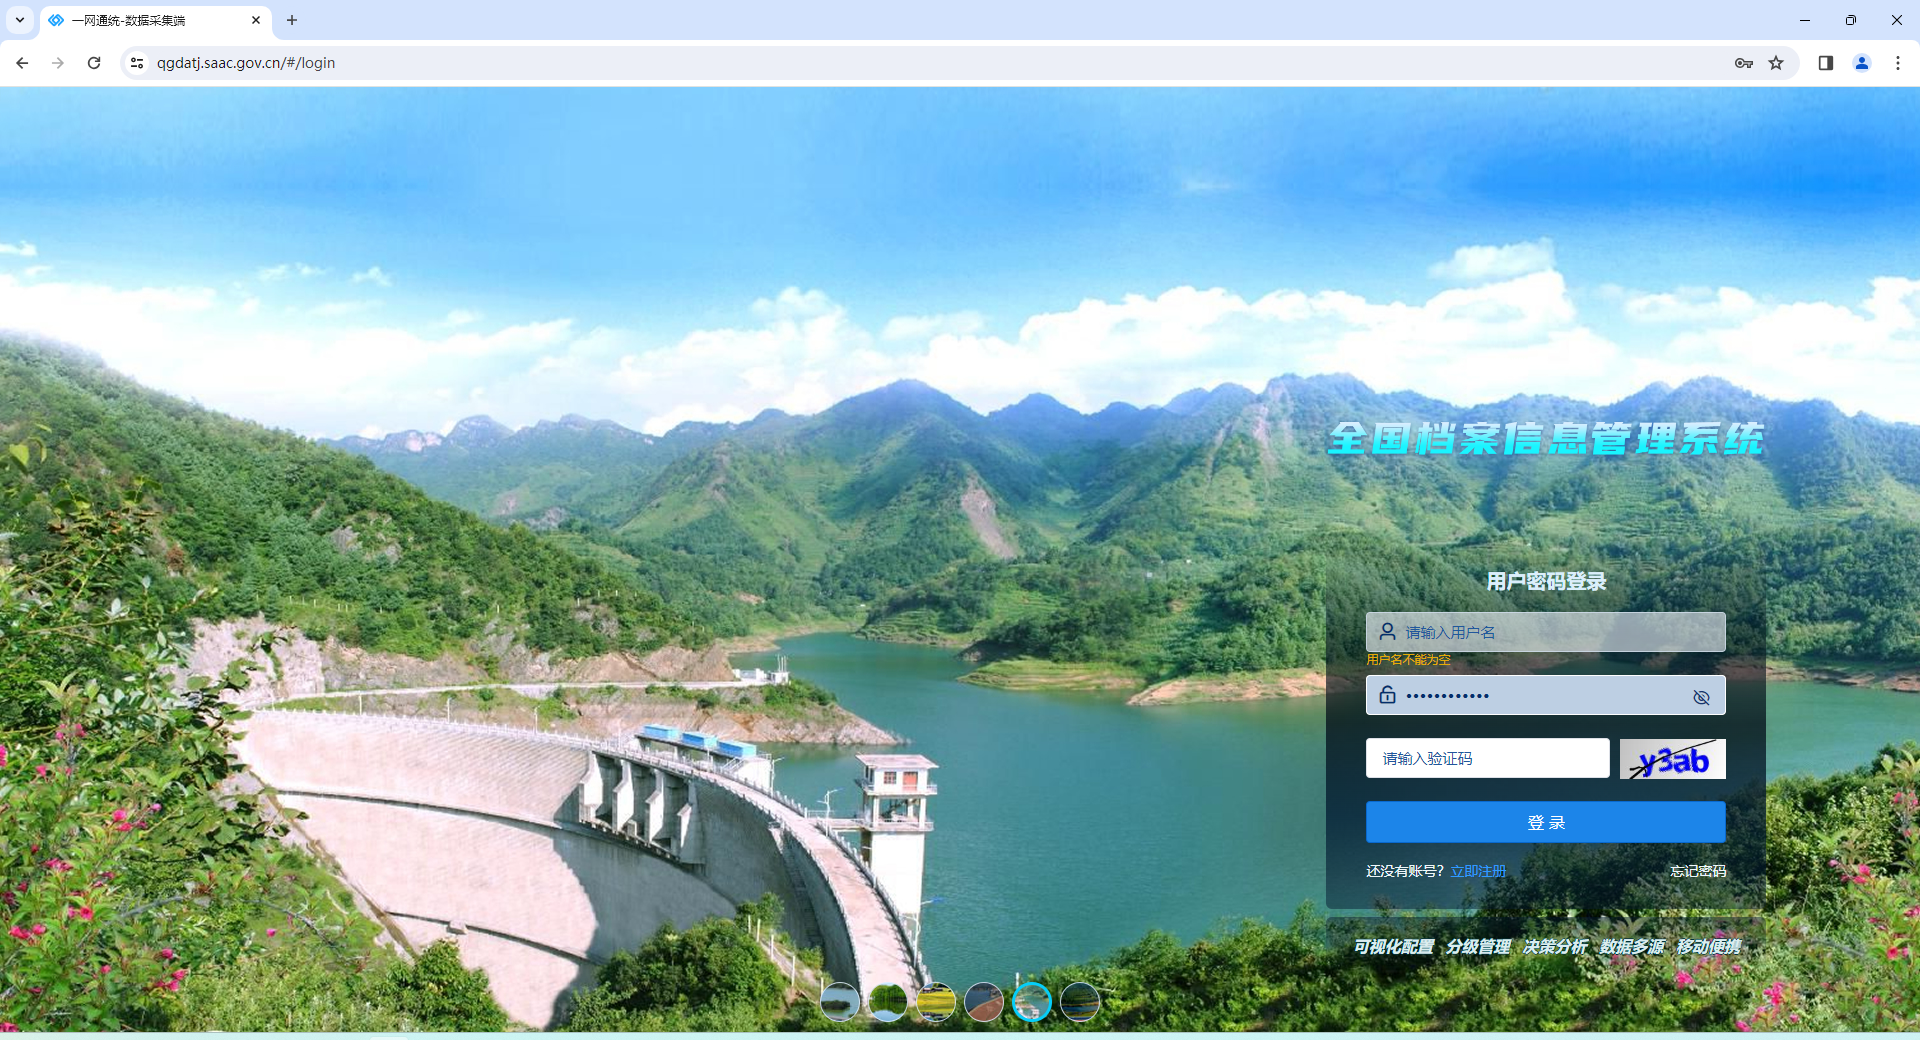 一网通统-数据采集端
qgdatj.saac.gov.cn/#/login
全国档案信息管理系统
用户密码登录
请输入用户名
用户名不能为空
请输入验证码
y3ab
登 录
还没有账号? 立即注册 忘记密码
可视化配置 分级管理 决策分析 数据多源 移动便携